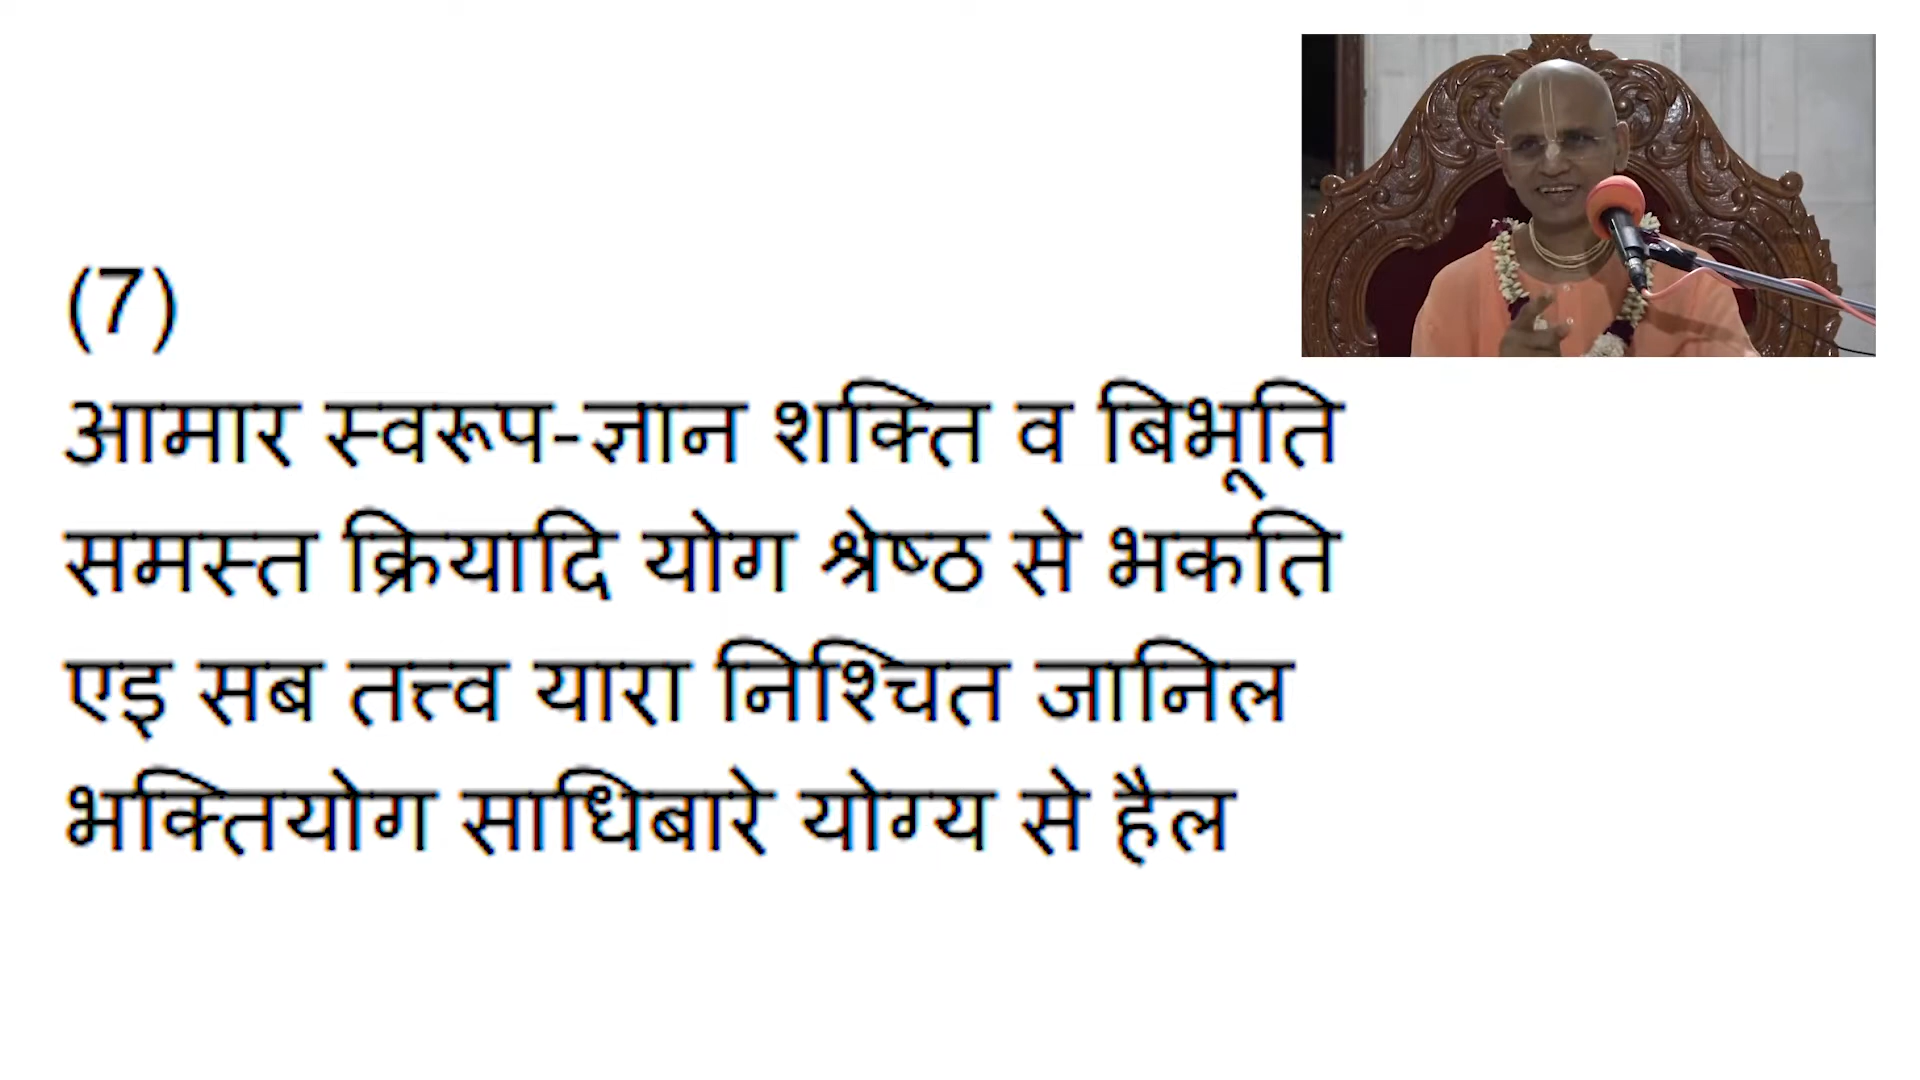 (7)
आमार स्वरूप-ज्ञान शक्ति व बिभूति
समस्त क्रियादि योग श्रेष्ठ से भकति
एइ सब तत्त्व यारा निश्चित जानिल
भक्तियोग साधिबारे योग्य से हैल